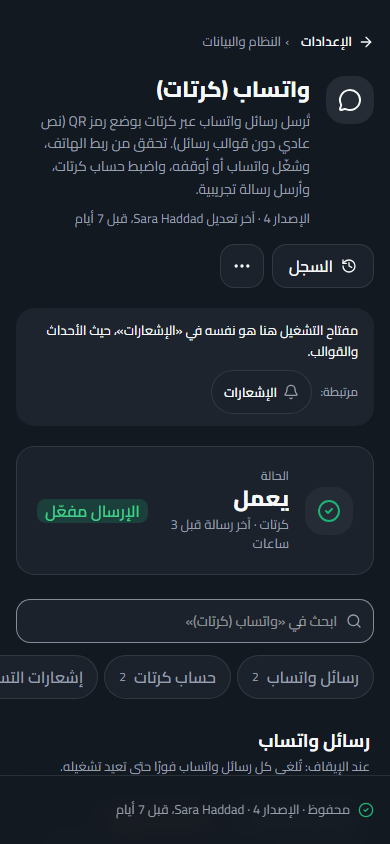 الإعدادات › النظام والبيانات
واتساب (كرتات)
تُرسل رسائل واتساب عبر كرتات بوضع رمز QR (نص
عادي دون قوالب رسائل). تحقق من ربط الهاتف،
وشغّل واتساب أو أوقفه، واضبط حساب كرتات،
وأرسل رسالة تجريبية.
الإصدار 4 · آخر تعديل Sara Haddad، قبل 7 أيام
السجل
مفتاح التشغيل هنا هو نفسه في «الإشعارات»، حيث الأحداث
والقوالب.
مرتبطة: الإشعارات
الحالة
يعمل
الإرسال مفعّل
كرتات · آخر رسالة قبل 3
ساعات
ابحث في «واتساب (كرتات)»
رسائل واتساب 2
حساب كرتات 2
إشعارات
رسائل واتساب
عند الإيقاف: تُلغى كل رسائل واتساب فورًا حتى تعيد تشغيله.
محفوظ · الإصدار 4 · Sara Haddad، قبل 7 أيام